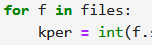 for f in files:
    kper = int(f.s